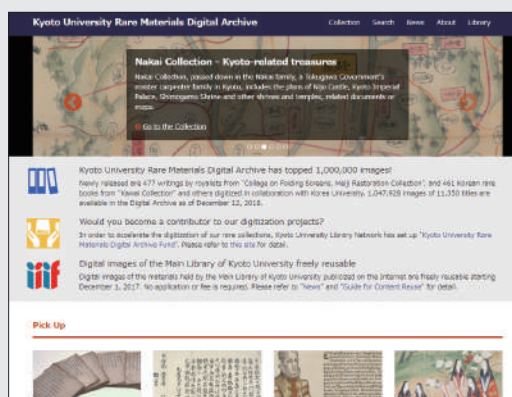 Kyoto University Rare Materials Digital Archive
Collection Search News About Library
Nakai Collection - Kyoto-related treasures
Nakai Collection, passed down in the Nakai family, a Tokugawa Government's
master carpenter family in Kyoto, includes the plans of Nijo Castle, Kyoto Imperial
Palace, Shimogamo Shrine and other shrines and temples, related documents or
maps.
Go to the Collection
Kyoto University Rare Materials Digital Archive has topped 1,000,000 images!
Newly released are 477 writings by royalists from "Collage on Folding Screens, Meiji Restoration Collection", and 461 Korean rare
books from "Kawai Collection" and others digitized in collaboration with Korea University. 1,047,928 images of 11,350 titles are
available in the Digital Archive as of December 12, 2018.
Would you become a contributor to our digitization projects?
In order to accelerate the digitization of our rare collections, Kyoto University Library Network has set up "Kyoto University Rare
Materials Digital Archive Fund". Please refer to this site for detail.
iiif
Digital images of the Main Library of Kyoto University freely reusable
Digital images of the materials held by the Main Library of Kyoto University publicized on the Internet are freely reusable starting
December 1, 2017. No application or fee is required. Please refer to "News" and "Guide for Content Reuse" for detail.
Pick Up